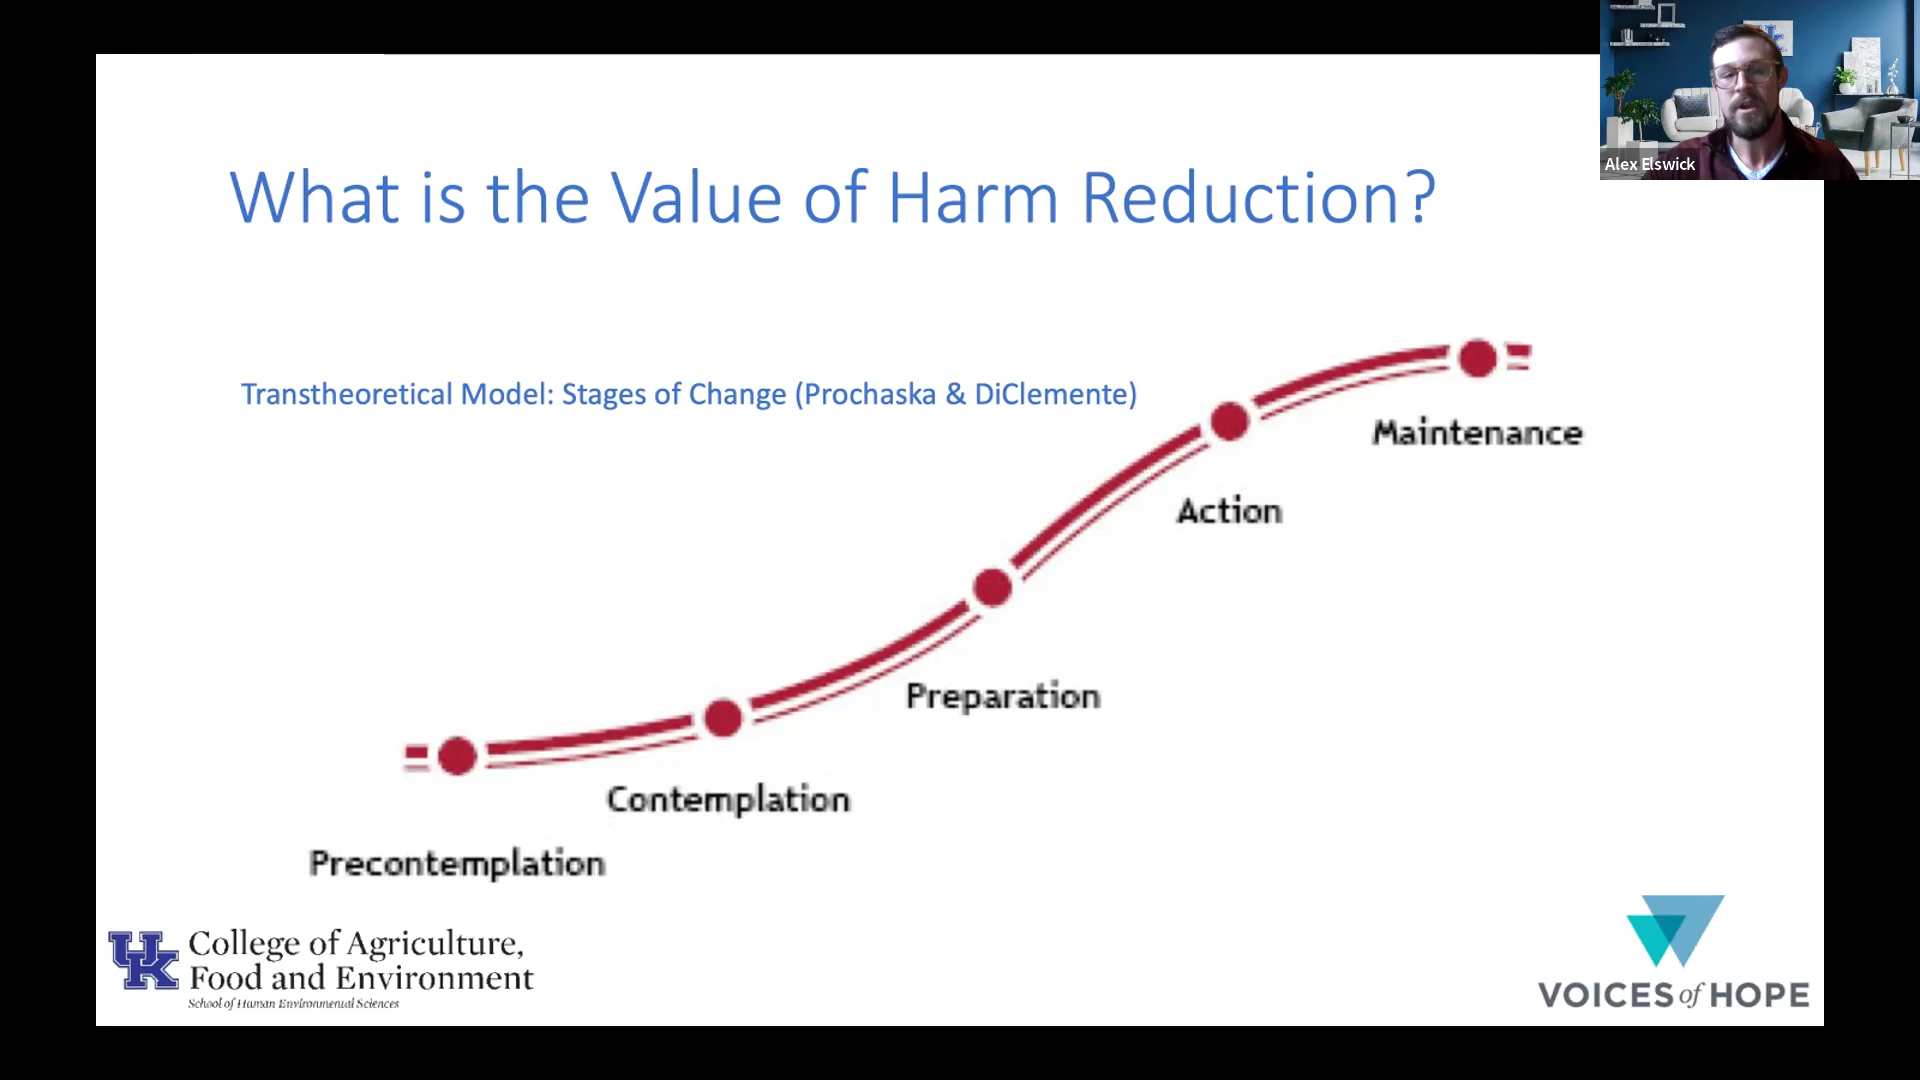 Alex Elswick
What is the Value of Harm Reduction?
Transtheoretical Model: Stages of Change (Prochaska & DiClemente)
Maintenance
Action
Preparation
Contemplation
Precontemplation
UK
College of Agriculture,
Food and Environment
School of Human Environmental Sciences
VOICES of HOPE